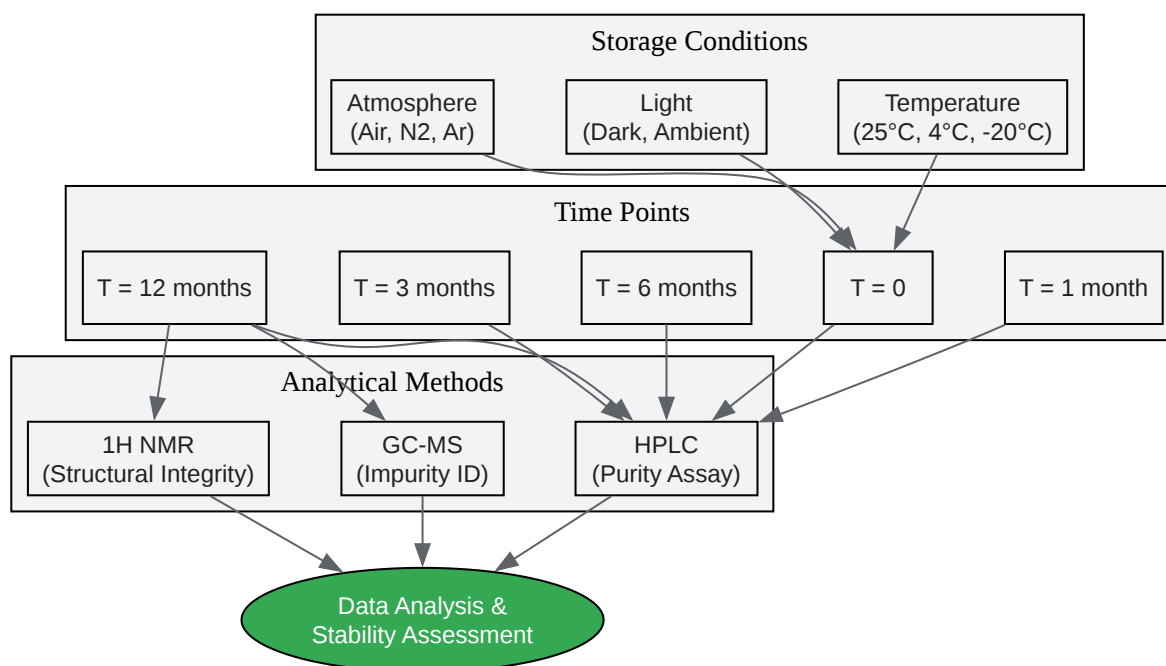 Storage Conditions
Atmosphere
(Air, N2, Ar)
Light
(Dark, Ambient)
Temperature
(25°C, 4°C, -20°C)
Time Points
T = 12 months
T = 3 months
T = 6 months
T = 0
T = 1 month
Analytical Methods
1H NMR
(Structural Integrity)
GC-MS
(Impurity ID)
HPLC
(Purity Assay)
Data Analysis &
Stability Assessment